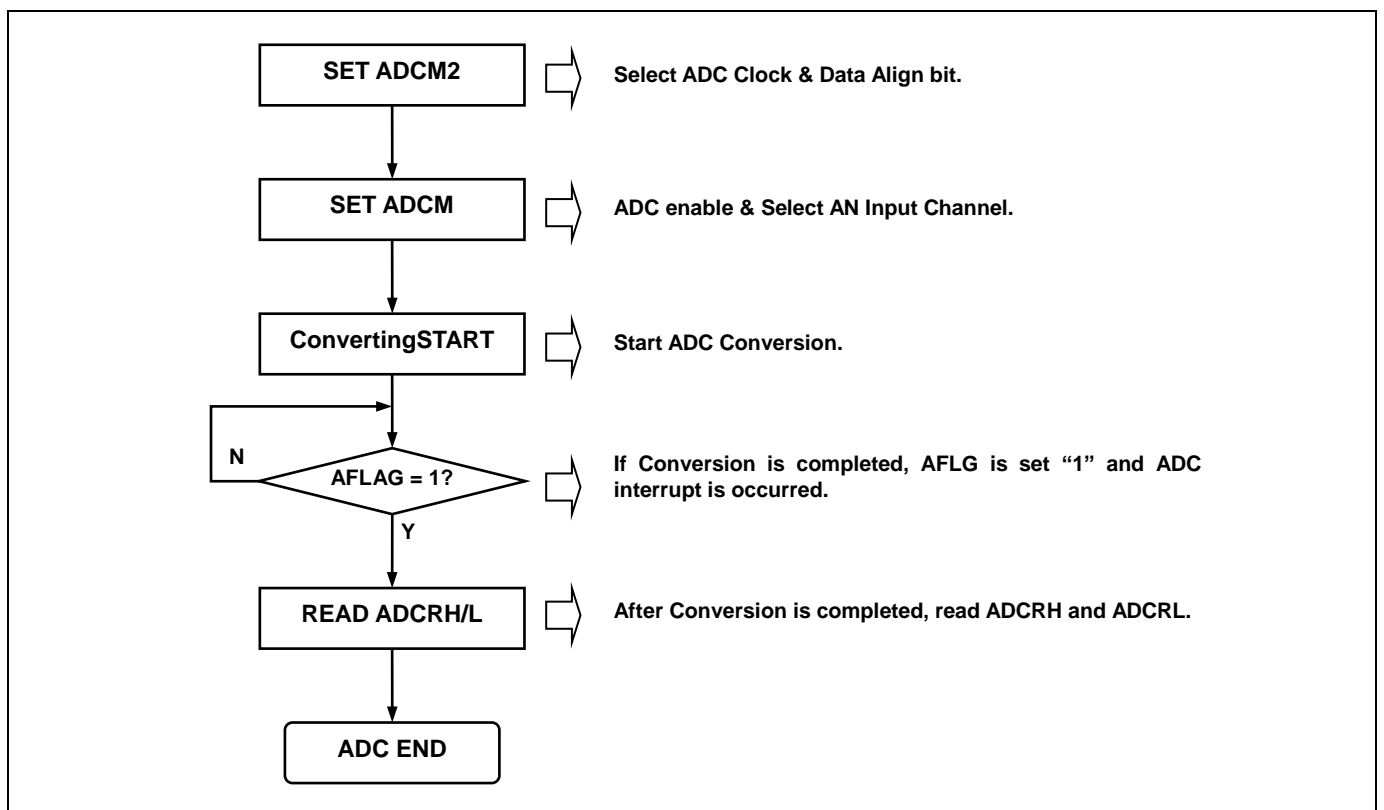 SET ADCM2
Select ADC Clock & Data Align bit.
SET ADCM
ADC enable & Select AN Input Channel.
ConvertingSTART
Start ADC Conversion.
N
AFLAG = 1?
If Conversion is completed, AFLG is set “1” and ADC
interrupt is occurred.
Y
READ ADCRH/L
After Conversion is completed, read ADCRH and ADCRL.
ADC END